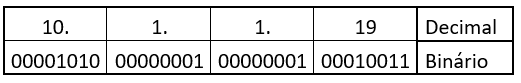 10. 1. 1. 19 Decimal
00001010 00000001 00000001 00010011 Binário